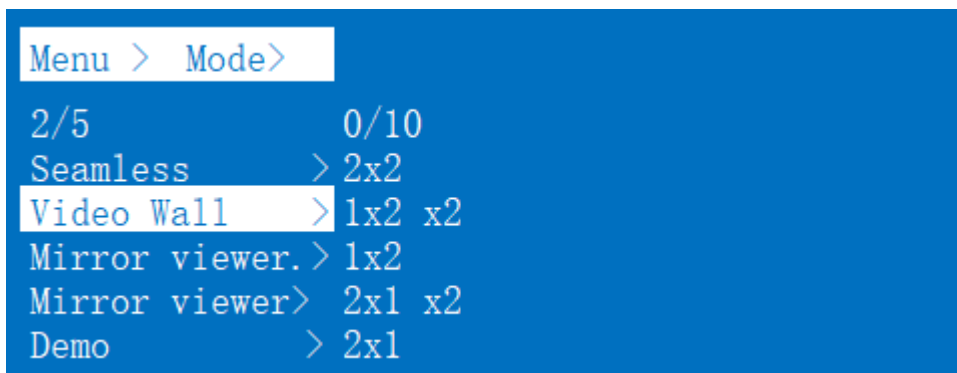 Menu > Mode>
2/5 0/10
Seamless > 2x2
Video Wall > 1x2 x2
Mirror viewer. > 1x2
Mirror viewer> 2x1 x2
Demo > 2x1